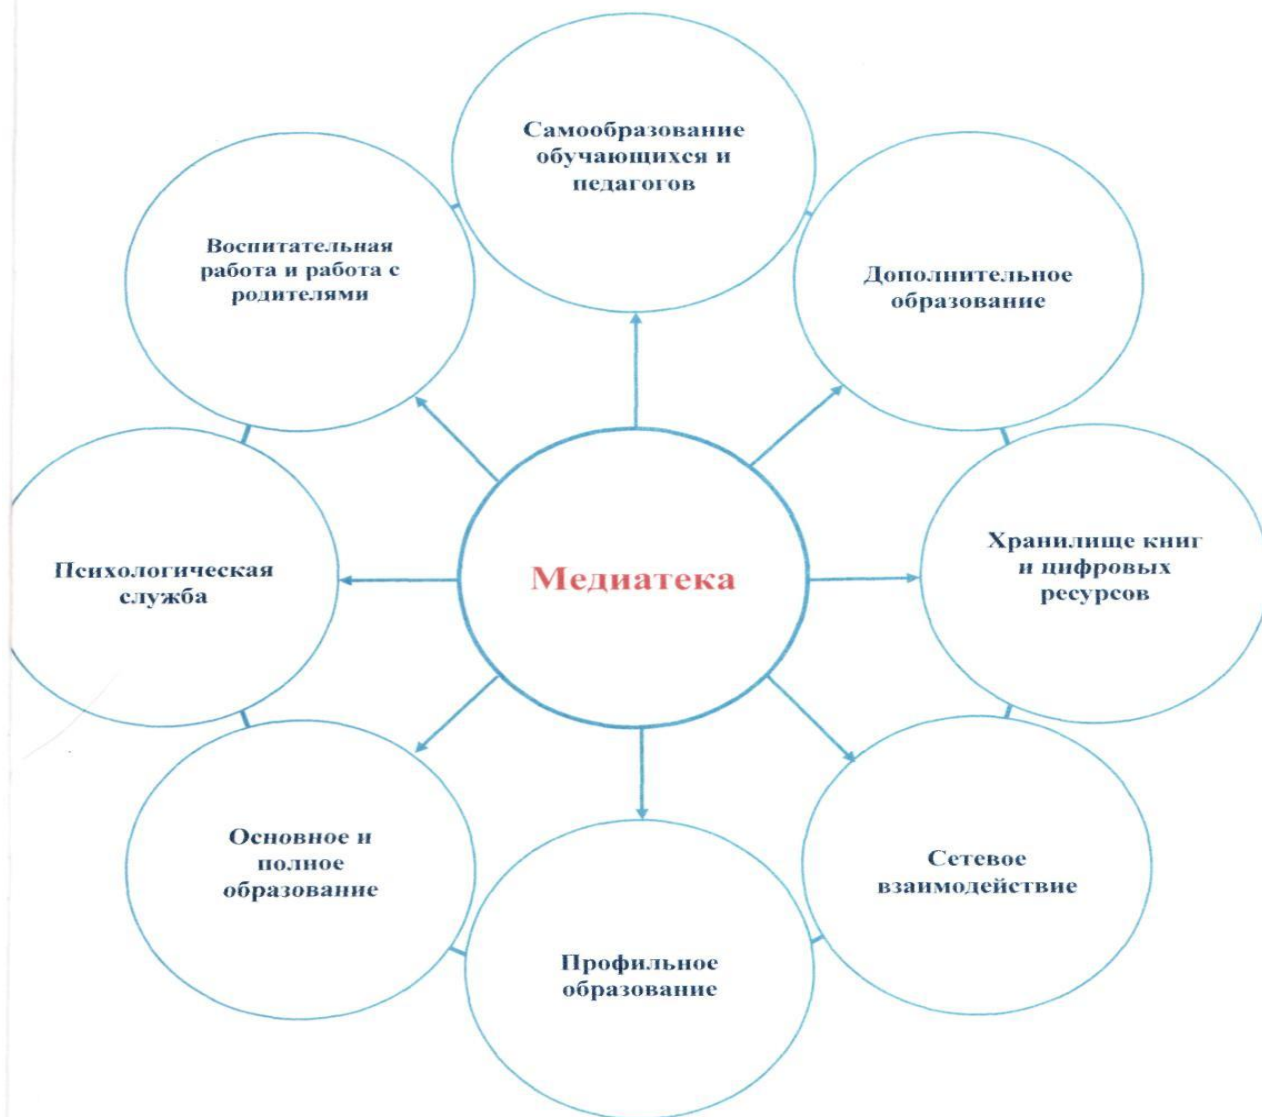 Самообразование
обучающихся и
педагогов
Воспитательная
работа и работа с
родителями
Дополнительное
образование
Психологическая
служба
Медиатека
Хранилище книг
и цифровых
ресурсов
Основное и
полное
образование
Сетевое
взаимодействие
Профильное
образование